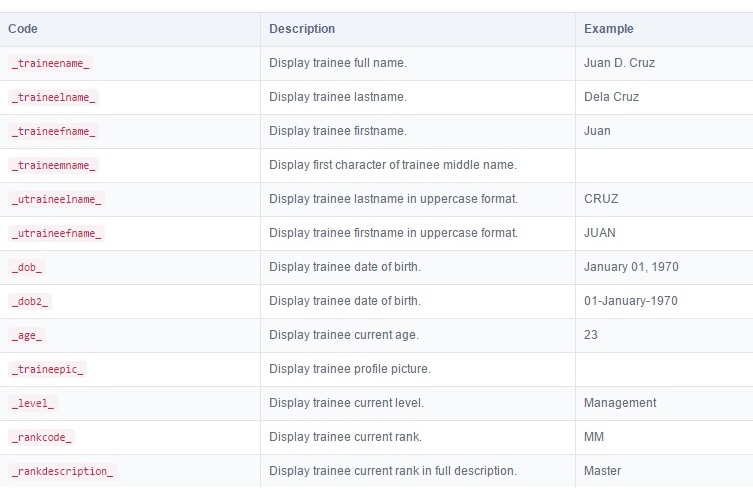 Code Description Example
_traineename_ Display trainee full name. Juan D. Cruz
_traineelname_ Display trainee lastname. Dela Cruz
_traineefname_ Display trainee firstname. Juan
_traineemname_ Display first character of trainee middle name.
_utraineelname_ Display trainee lastname in uppercase format. CRUZ
_utraineefname_ Display trainee firstname in uppercase format. JUAN
_dob_ Display trainee date of birth. January 01, 1970
_dob2_ Display trainee date of birth. 01-January-1970
_age_ Display trainee current age. 23
_traineepic_ Display trainee profile picture.
_level_ Display trainee current level. Management
_rankcode_ Display trainee current rank. MM
_rankdescription_ Display trainee current rank in full description. Master